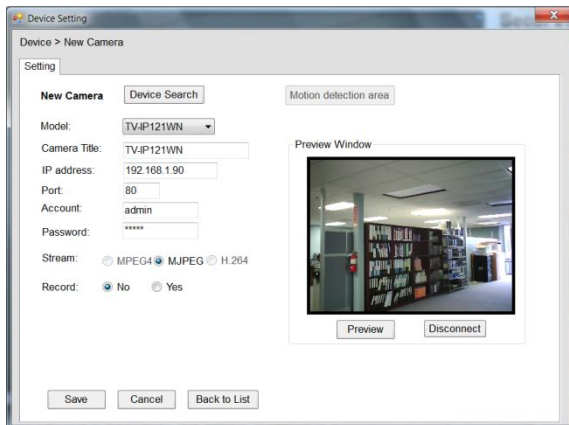 Device Setting
Device > New Camera
Setting
New Camera
Device Search
Motion detection area
Model:
TV-IP121WN
Camera Title:
TV-IP121WN
IP address:
192.168.1.90
Port:
80
Account:
admin
Password:
*****
Stream:
MPEG4 MJPEG H.264
Record:
No Yes
Preview Window
Preview
Disconnect
Save
Cancel
Back to List